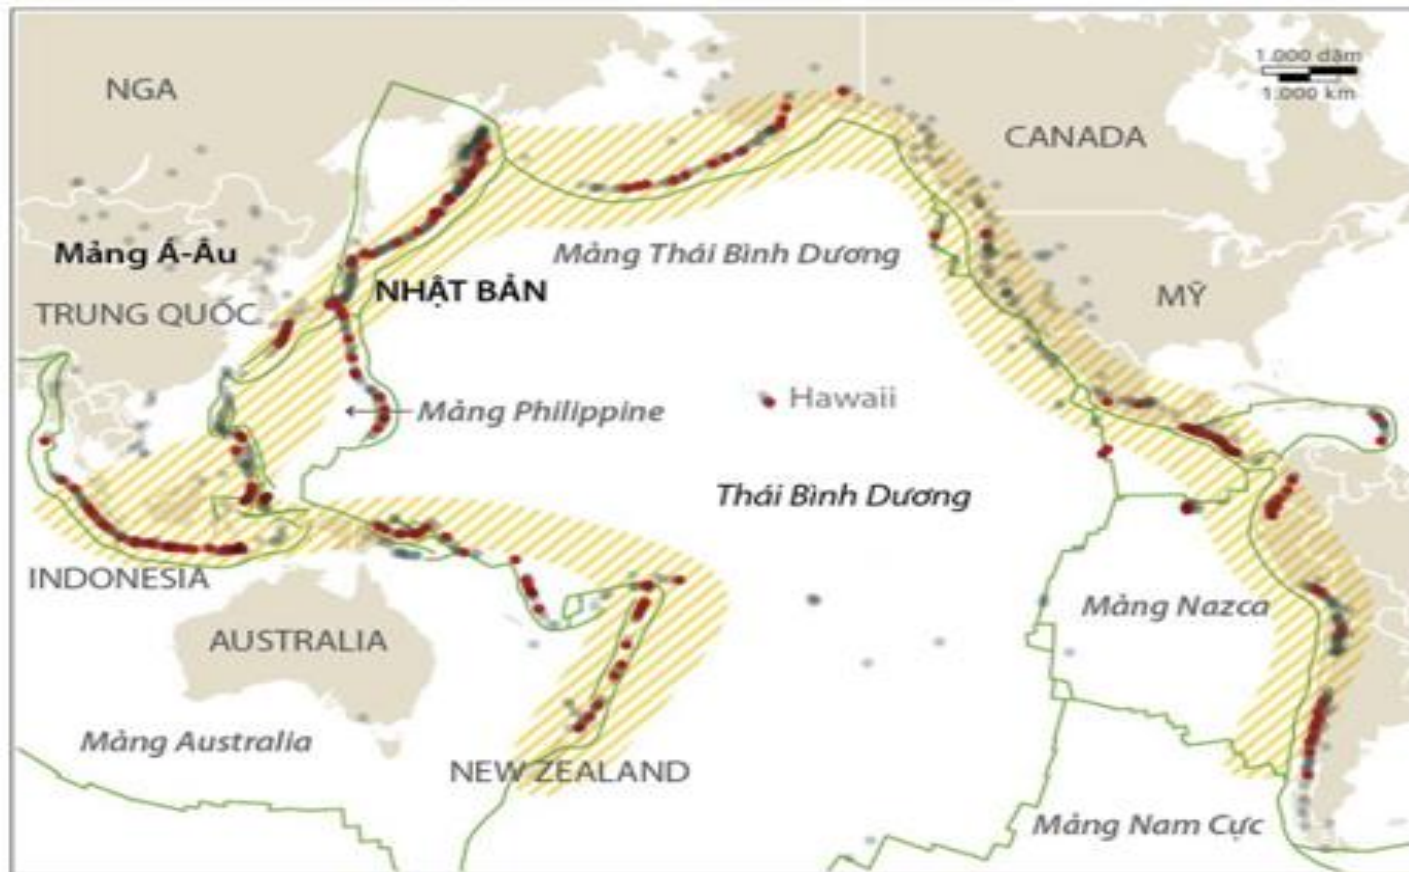 1.000 dặm
1.000 km
NGA
CANADA
Mảng Á-Âu
Mảng Thái Bình Dương
NHẬT BẢN
TRUNG QUỐC
MỸ
Mảng Philippine
Hawaii
Thái Bình Dương
INDONESIA
Mảng Nazca
AUSTRALIA
Mảng Australia
NEW ZEALAND
Mảng Nam Cực